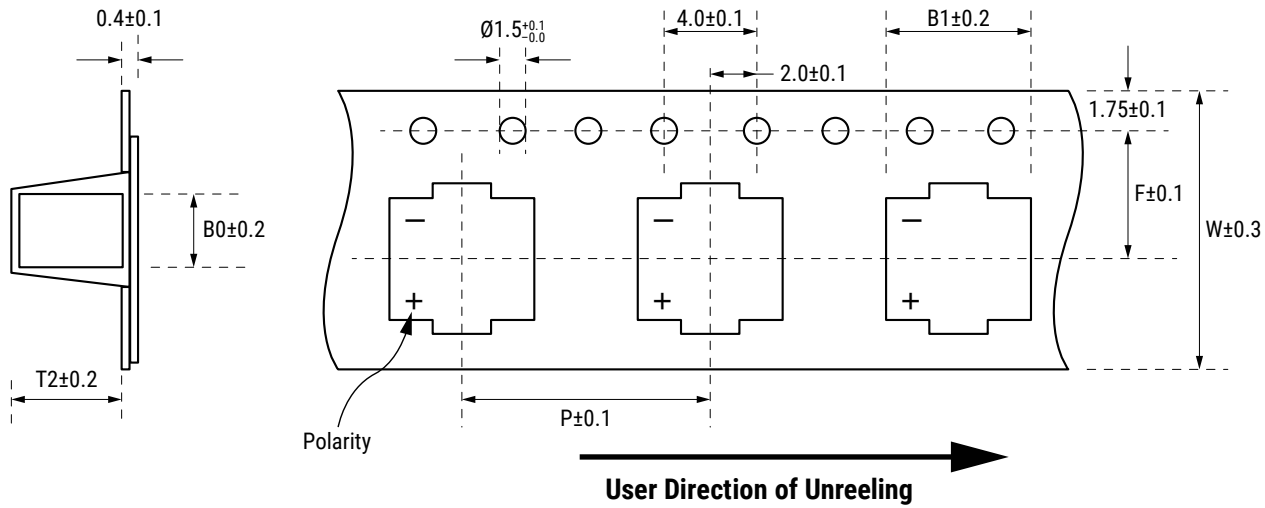 0.4±0.1
Ø1.5+0.1
−0.0
4.0±0.1
B1±0.2
2.0±0.1
1.75±0.1
B0±0.2
F±0.1
W±0.3
− − −
+ + +
T2±0.2
P±0.1
Polarity
User Direction of Unreeling